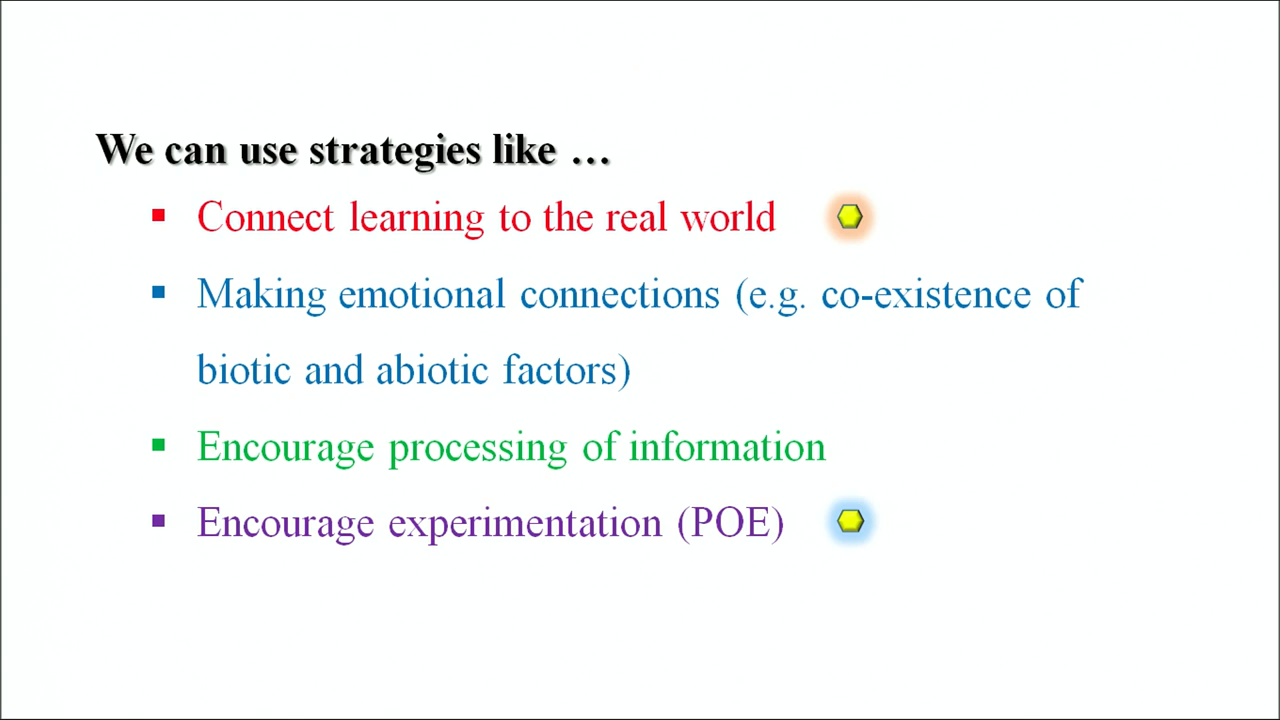 We can use strategies like …
▪ Connect learning to the real world
▪ Making emotional connections (e.g. co-existence of
biotic and abiotic factors)
▪ Encourage processing of information
▪ Encourage experimentation (POE)